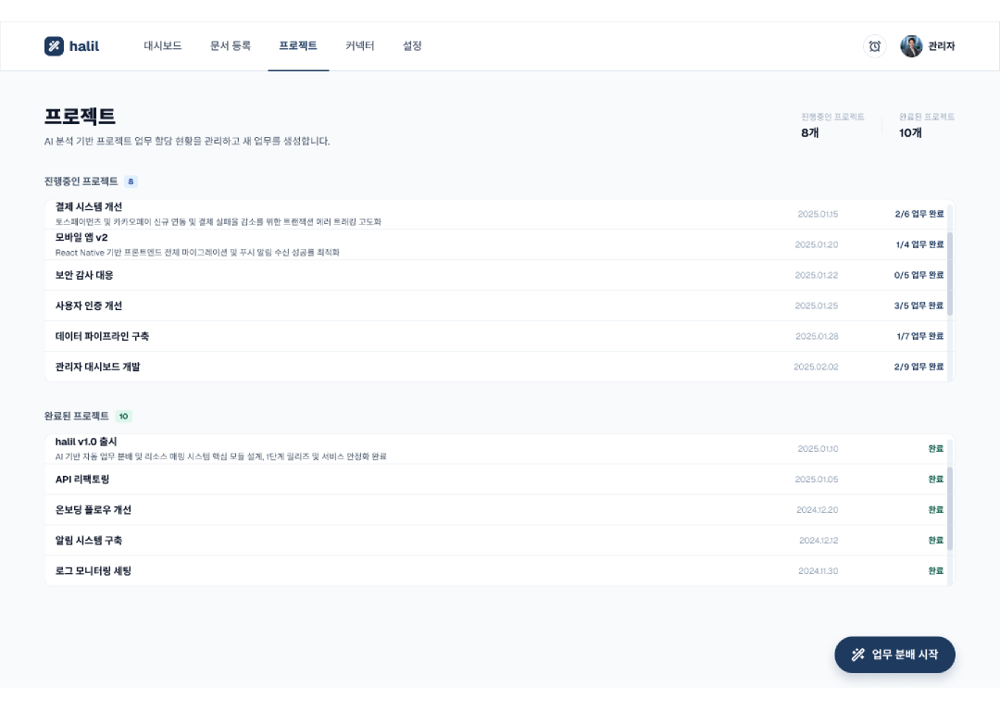 halil 대시보드 문서 등록 프로젝트 커넥터 설정 관리자
프로젝트
AI 분석 기반 프로젝트 업무 할당 현황을 관리하고 새 업무를 생성합니다.
진행중인 프로젝트 완료된 프로젝트
8개 10개
진행중인 프로젝트 8
결제 시스템 개선
토스페이먼츠 및 카카오페이 신규 연동 및 결제 실패율 감소를 위한 트랜잭션 에러 트래킹 고도화
2025.01.15 2/6 업무 완료
모바일 앱 v2
React Native 기반 프론트엔드 전체 마이그레이션 및 푸시 알림 수신 성공률 최적화
2025.01.20 1/4 업무 완료
보안 감사 대응 2025.01.22 0/5 업무 완료
사용자 인증 개선 2025.01.25 3/5 업무 완료
데이터 파이프라인 구축 2025.01.28 1/7 업무 완료
관리자 대시보드 개발 2025.02.02 2/9 업무 완료
완료된 프로젝트 10
halil v1.0 출시
AI 기반 자동 업무 분배 및 리소스 매핑 시스템 핵심 모듈 설계, 1단계 릴리즈 및 서비스 안정화 완료
2025.01.10 완료
API 리팩토링 2025.01.05 완료
온보딩 플로우 개선 2024.12.20 완료
알림 시스템 구축 2024.12.12 완료
로그 모니터링 세팅 2024.11.30 완료
업무 분배 시작